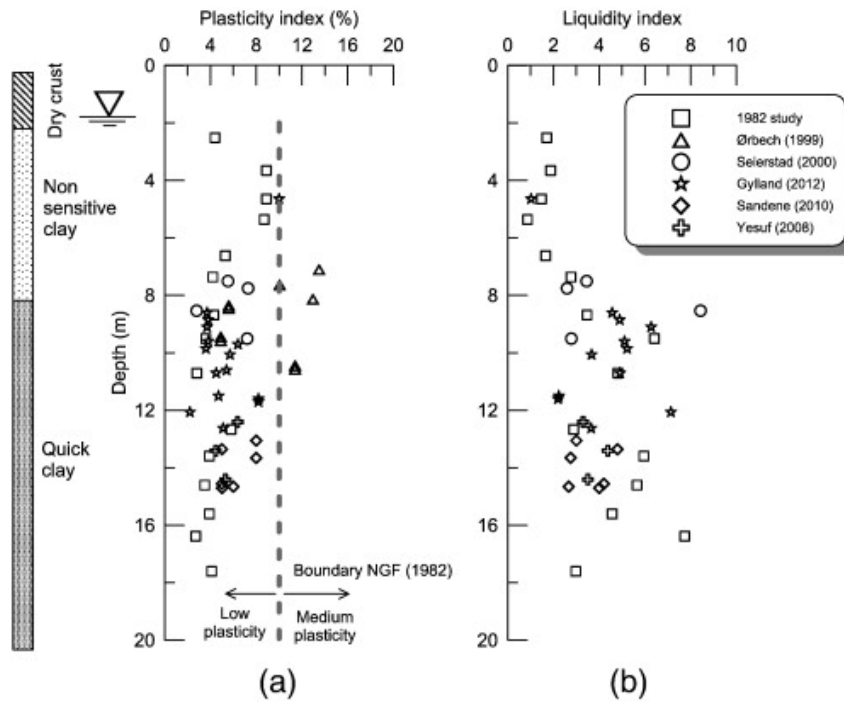 Plasticity index (%)
0 4 8 12 16 20
Liquidity index
0 2 4 6 8 10
Dry crust
Non
sensitive
clay
Quick
clay
Depth (m)
0
4
8
12
16
20
Boundary NGF (1982)
Low
plasticity
Medium
plasticity
(a)
0
4
8
12
16
20
1982 study
Ørbech (1999)
Seierstad (2000)
Gylland (2012)
Sandene (2010)
Yesuf (2008)
(b)